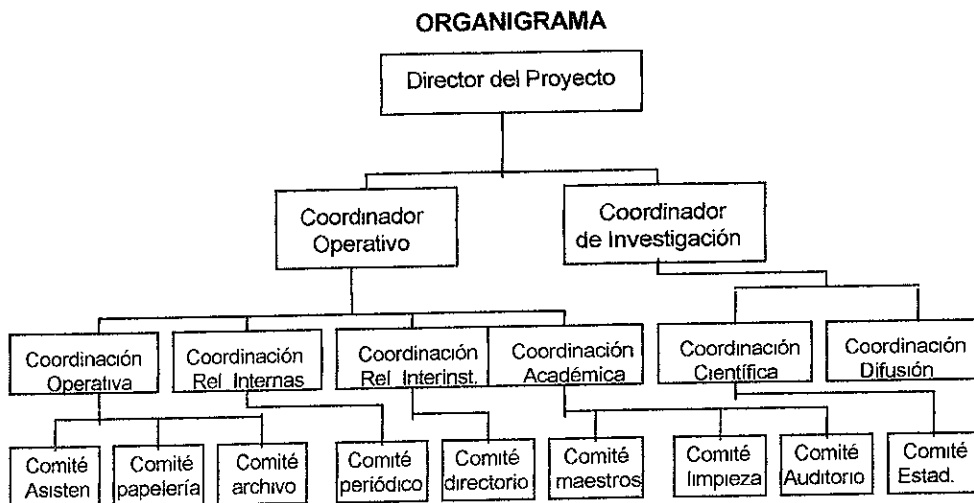 ORGANIGRAMA
Director del Proyecto
Coordinador
Operativo
Coordinador
de Investigación
Coordinación
Operativa
Coordinación
Rel Internas
Coordinación
Rel Interinst.
Coordinación
Académica
Coordinación
Científica
Coordinación
Difusión
Comité
Asisten
Comité
papelería
Comité
archivo
Comité
periódico
Comité
directorio
Comité
maestros
Comité
limpieza
Comité
Auditorio
Comité
Estad.